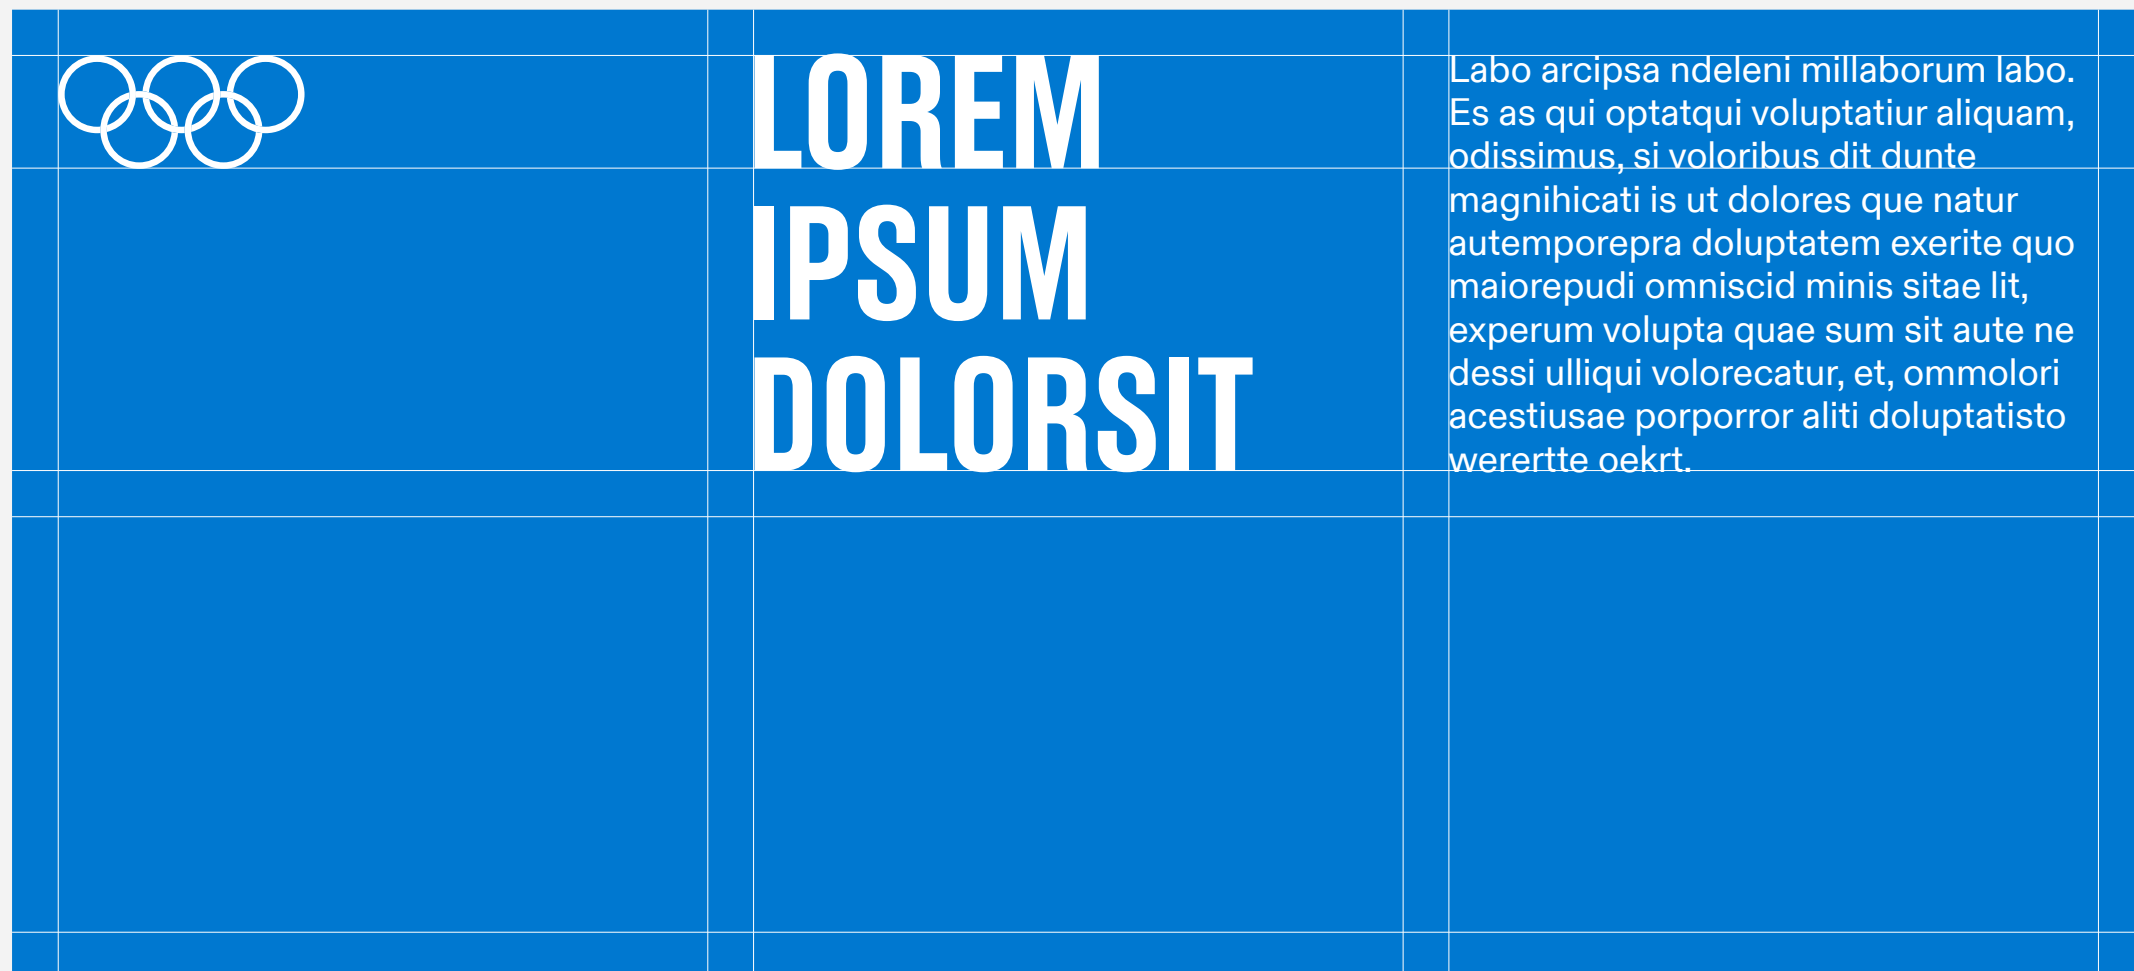 LOREM
IPSUM
DOLORSIT
Labo arcipsa ndeleni millaborum labo.
Es as qui optatqui voluptatiur aliquam,
odissimus, si voloribus dit dunte
magnihicati is ut dolores que natur
autemporepra doluptatem exerite quo
maiorepudi omniscid minis sitae lit,
experum volupta quae sum sit aute ne
dessi ulliqui volorecatur, et, ommolori
acestiusae porporror aliti doluptatisto
werertte oekrt.